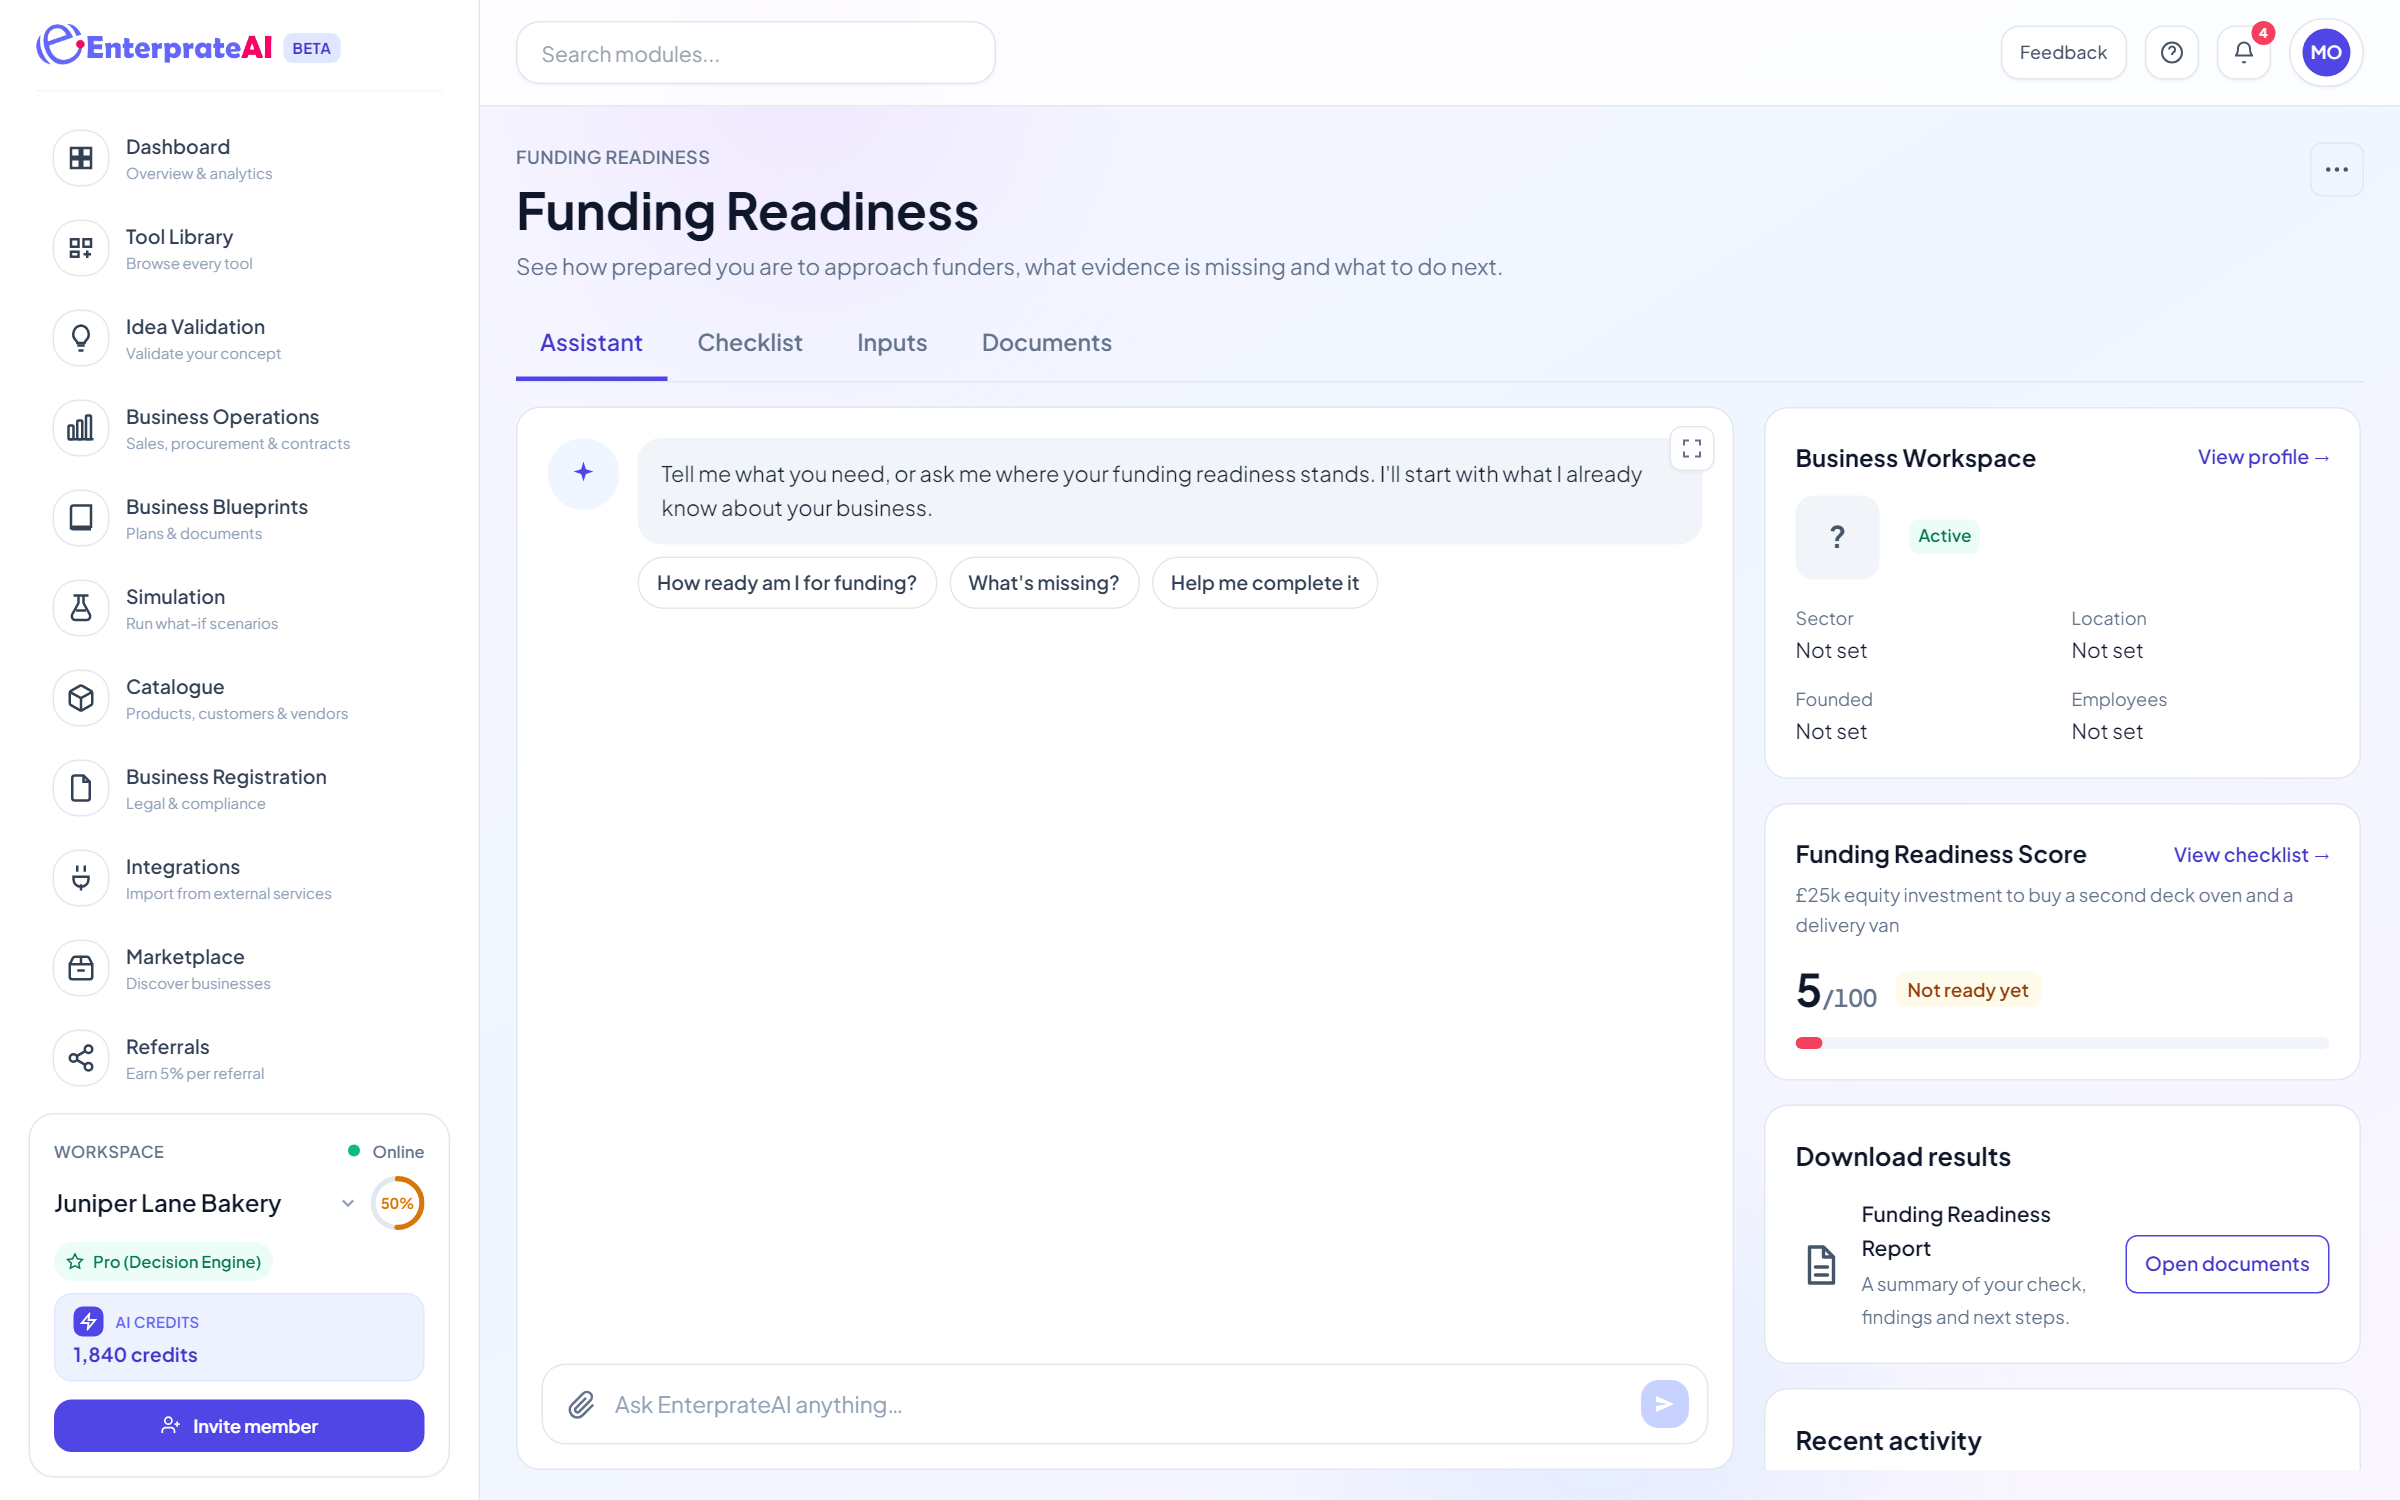 EnterprateAI BETA
Dashboard
Overview & analytics
Tool Library
Browse every tool
Idea Validation
Validate your concept
Business Operations
Sales, procurement & contracts
Business Blueprints
Plans & documents
Simulation
Run what-if scenarios
Catalogue
Products, customers & vendors
Business Registration
Legal & compliance
Integrations
Import from external services
Marketplace
Discover businesses
Referrals
Earn 5% per referral
WORKSPACE Online
Juniper Lane Bakery 50%
Pro (Decision Engine)
AI CREDITS
1,840 credits
Invite member
Search modules...
Feedback 4 MO
FUNDING READINESS
Funding Readiness
See how prepared you are to approach funders, what evidence is missing and what to do next.
Assistant Checklist Inputs Documents
Tell me what you need, or ask me where your funding readiness stands. I'll start with what I already
know about your business.
How ready am I for funding? What's missing? Help me complete it
Ask EnterprateAI anything...
Business Workspace View profile →
? Active
Sector Location
Not set Not set
Founded Employees
Not set Not set
Funding Readiness Score View checklist →
£25k equity investment to buy a second deck oven and a
delivery van
5/100 Not ready yet
Download results
Funding Readiness
Report
A summary of your check,
findings and next steps.
Open documents
Recent activity